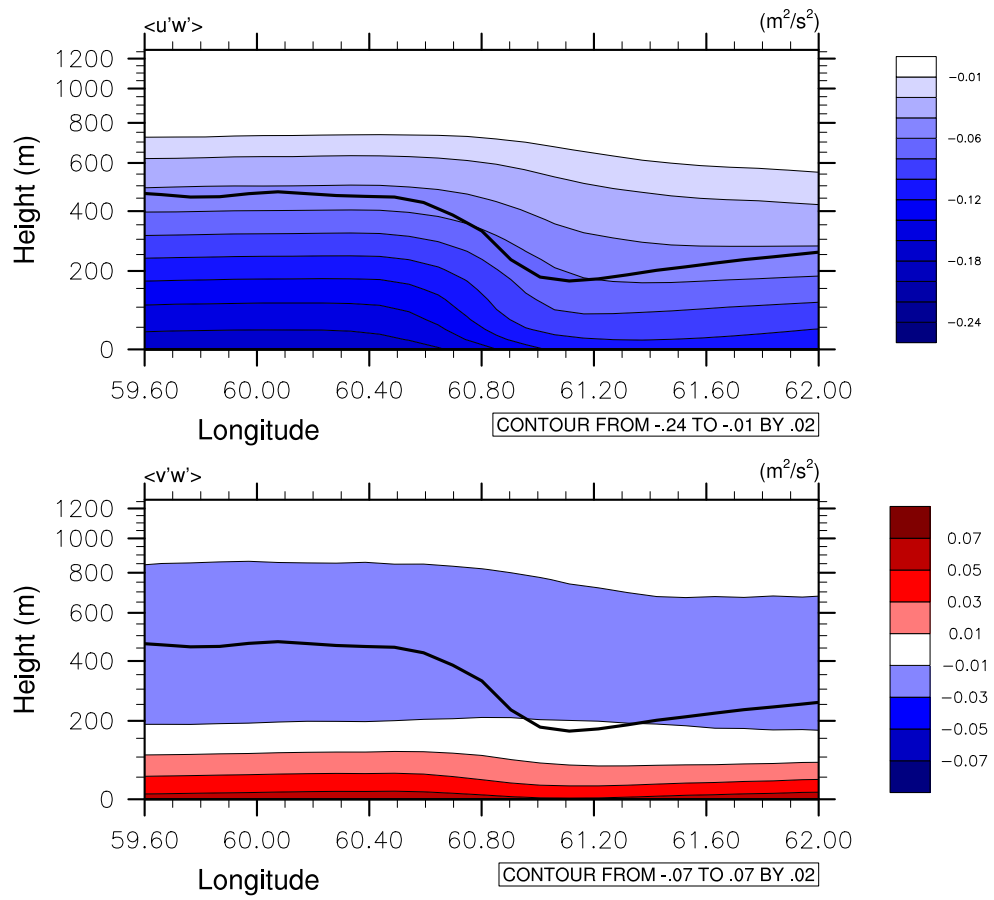 <u'w'> (m²/s²)
1200
1000
800
600
400
200
0
Height (m)
59.60 60.00 60.40 60.80 61.20 61.60 62.00
Longitude
CONTOUR FROM -.24 TO -.01 BY .02
−0.01
−0.06
−0.12
−0.18
−0.24
<v'w'> (m²/s²)
1200
1000
800
600
400
200
0
Height (m)
59.60 60.00 60.40 60.80 61.20 61.60 62.00
Longitude
CONTOUR FROM -.07 TO .07 BY .02
0.07
0.05
0.03
0.01
−0.01
−0.03
−0.05
−0.07